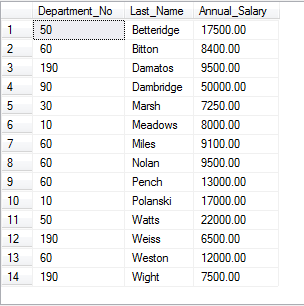 Department_No Last_Name Annual_Salary
1 50 Betteridge 17500.00
2 60 Bitton 8400.00
3 190 Damatos 9500.00
4 90 Dambridge 50000.00
5 30 Marsh 7250.00
6 10 Meadows 8000.00
7 60 Miles 9100.00
8 60 Nolan 9500.00
9 60 Pench 13000.00
10 10 Polanski 17000.00
11 50 Watts 22000.00
12 190 Weiss 6500.00
13 60 Weston 12000.00
14 190 Wight 7500.00